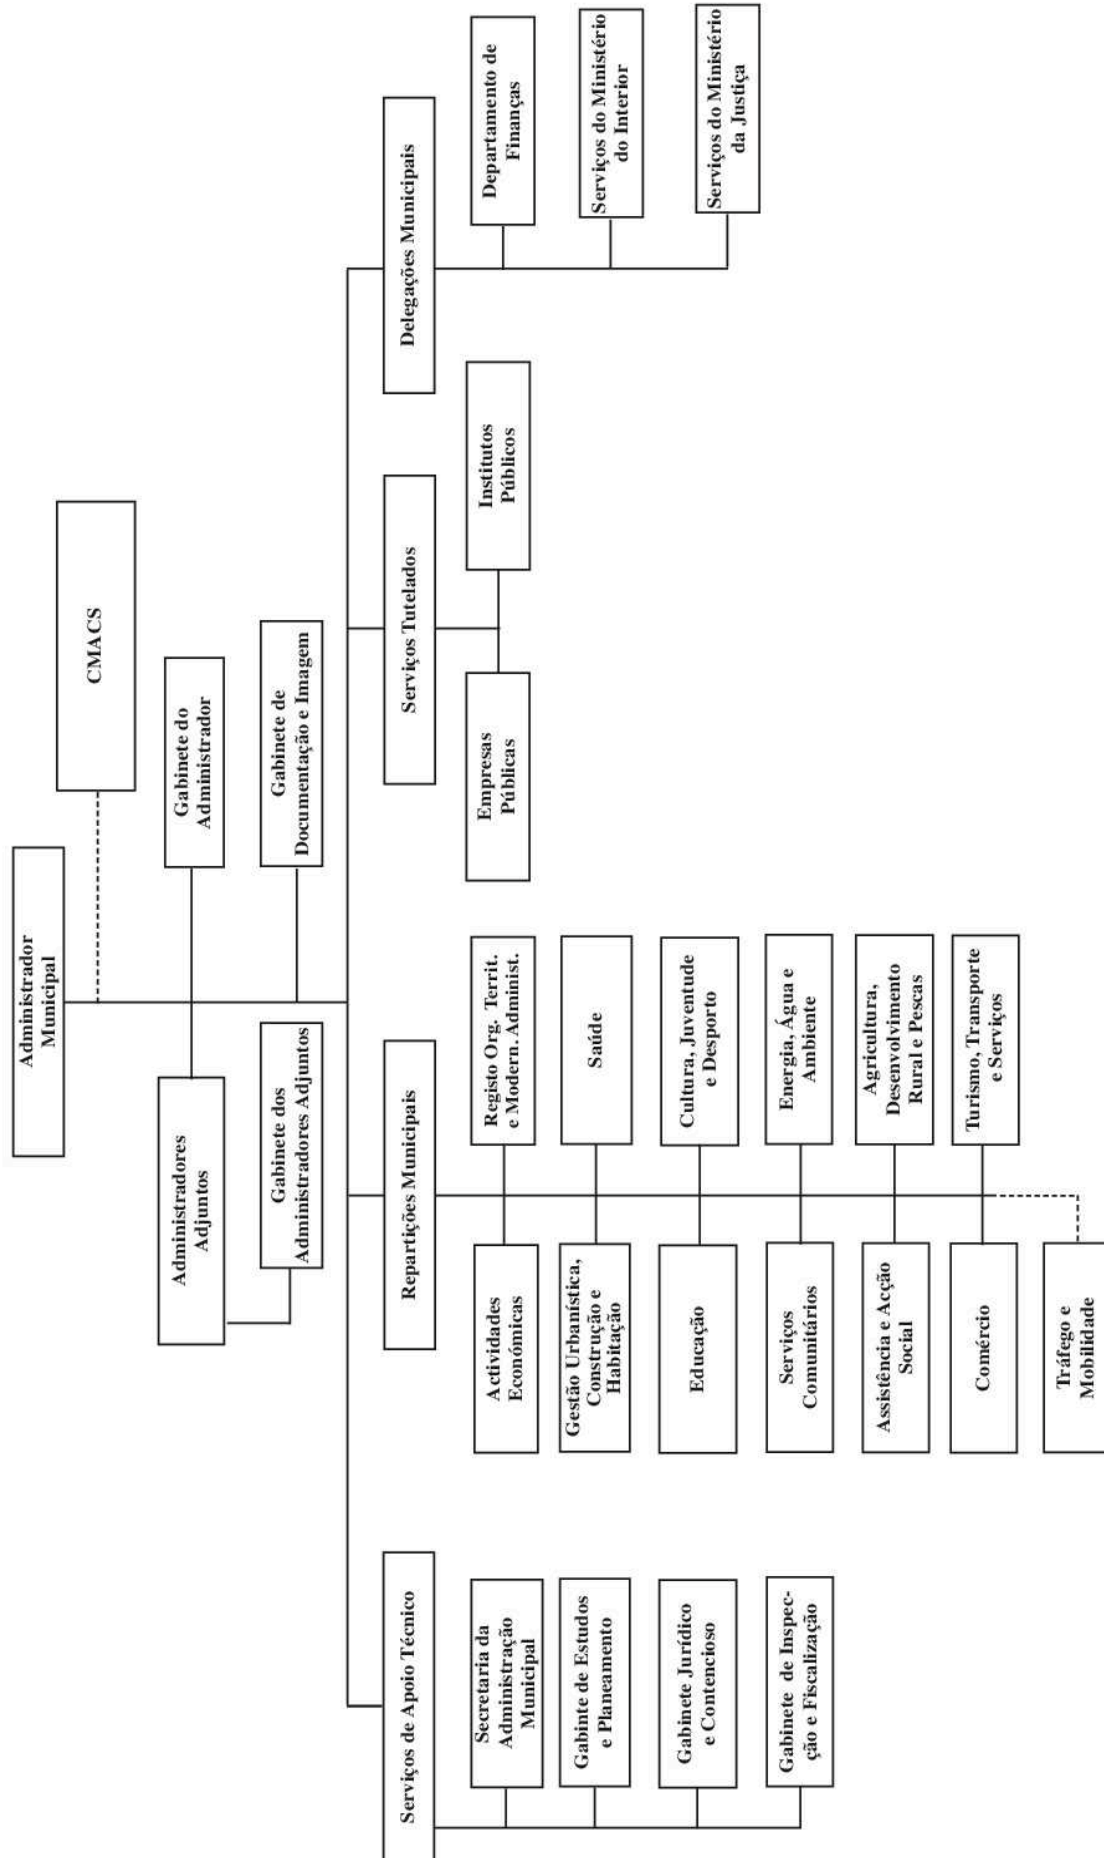 Administrador
Municipal
CMACS
Administradores
Adjuntos
Gabinete do
Administrador
Gabinete dos
Administradores Adjuntos
Gabinete de
Documentação e Imagem
Serviços de Apoio Técnico
Repartições Municipais
Serviços Tutelados
Delegações Municipais
Secretaria da
Administração
Municipal
Gabinte de Estudos
e Planeamento
Gabinete Jurídico
e Contencioso
Gabinete de Inspec-
ção e Fiscalização
Actividades
Económicas
Registo Org. Territ.
e Modern. Administ.
Gestão Urbanística,
Construção e
Habitação
Saúde
Educação
Cultura, Juventude
e Desporto
Serviços
Comunitários
Energia, Água e
Ambiente
Assistência e Acção
Social
Agricultura,
Desenvolvimento
Rural e Pescas
Comércio
Turismo, Transporte
e Serviços
Tráfego e
Mobilidade
Empresas
Públicas
Institutos
Públicos
Departamento de
Finanças
Serviços do Ministério
do Interior
Serviços do Ministério
da Justiça